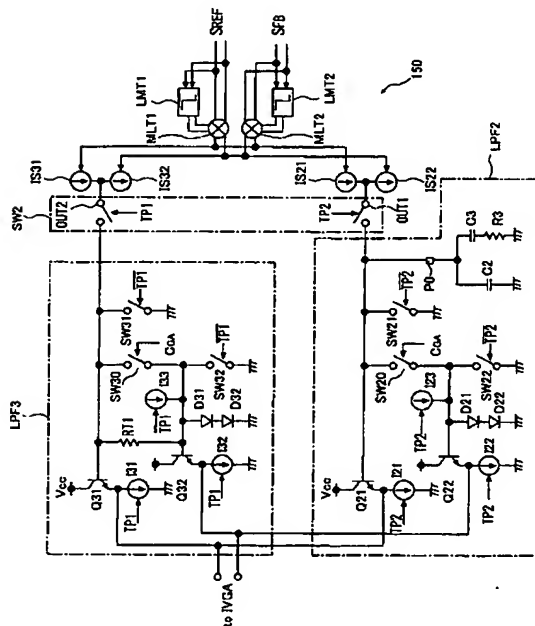 SREF
SFB
LMT1
LMT2
MLT1
MLT2
150
IS31
IS32
IS21
IS22
LPF2
SW2
OUT2
TP1
TP2
OUT1
LPF3
SW31
TP1
SW30
CGA
SW32
TP1
I33
TP1
D31
D32
RT1
Vcc
Q31
I31
TP1
Q32
I32
TP1
PO
C3
R3
C2
SW21
TP2
SW20
CGA
SW22
TP2
I23
TP2
D21
D22
Vcc
Q21
I21
TP2
Q22
I22
TP2
to IVGA